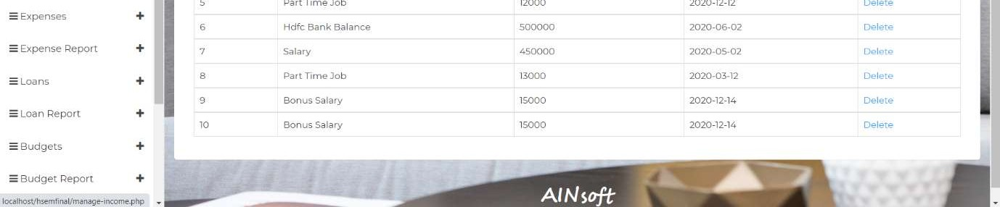 5 Part Time Job 12000 2020-12-12 Delete
Expenses
6 Hdfc Bank Balance 500000 2020-06-02 Delete
Expense Report
7 Salary 450000 2020-05-02 Delete
Loans
8 Part Time Job 13000 2020-03-12 Delete
9 Bonus Salary 15000 2020-12-14 Delete
Loan Report
10 Bonus Salary 15000 2020-12-14 Delete
Budgets
Budget Report
AINsoft
localhost/hsemfinal/manage-income.php